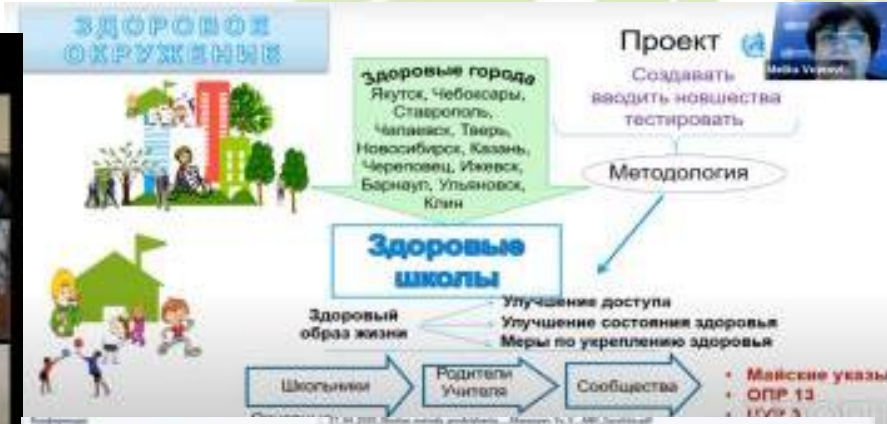 ЗДОРОВОЕ
ОКРУЖЕНИЕ
Здоровые города
Якутск, Чебоксары,
Ставрополь,
Чапаевск, Тверь,
Новосибирск, Казань,
Череповец, Ижевск,
Барнаул, Ульяновск,
Клин
Проект
Создавать
вводить новшества
тестировать
Методология
Здоровые
школы
Здоровый
образ жизни
- Улучшение доступа
- Улучшение состояния здоровья
- Меры по укреплению здоровья
Школьники
Родители
Учителя
Сообщества
• Майские указы
• ОПР 13